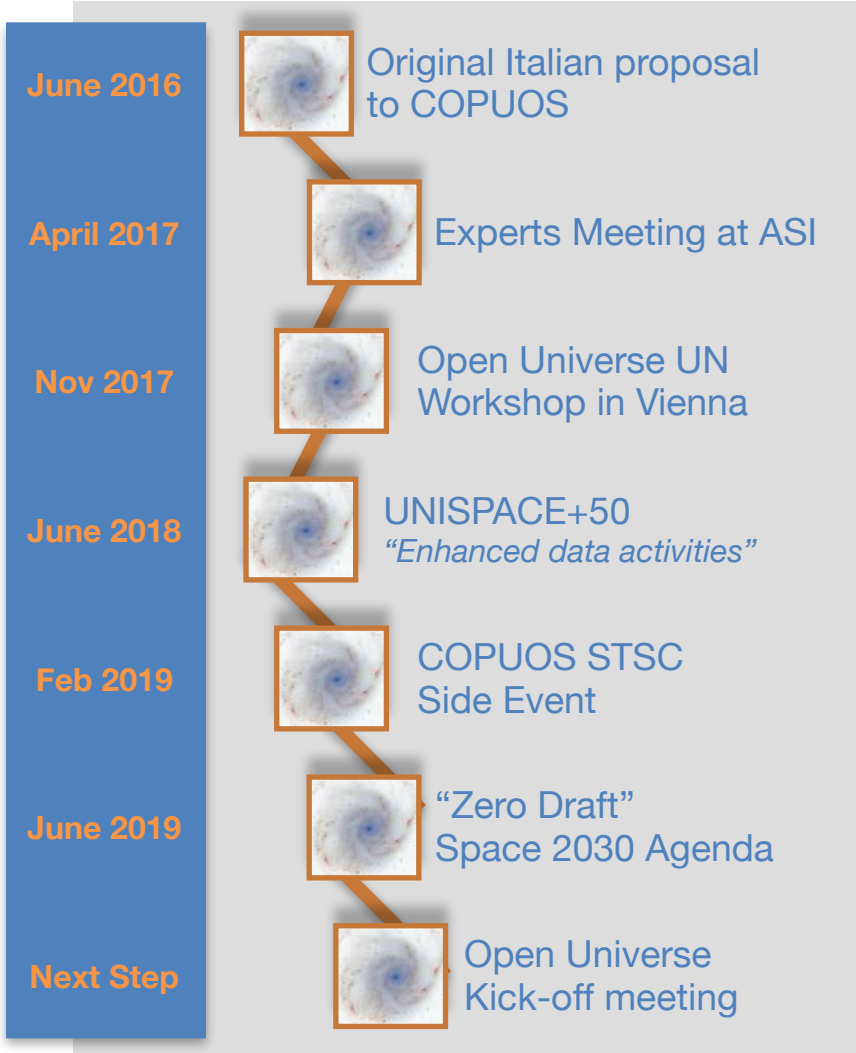 June 2016
Original Italian proposal
to COPUOS
April 2017
Experts Meeting at ASI
Nov 2017
Open Universe UN
Workshop in Vienna
June 2018
UNISPACE+50
“Enhanced data activities”
Feb 2019
COPUOS STSC
Side Event
June 2019
“Zero Draft”
Space 2030 Agenda
Next Step
Open Universe
Kick-off meeting